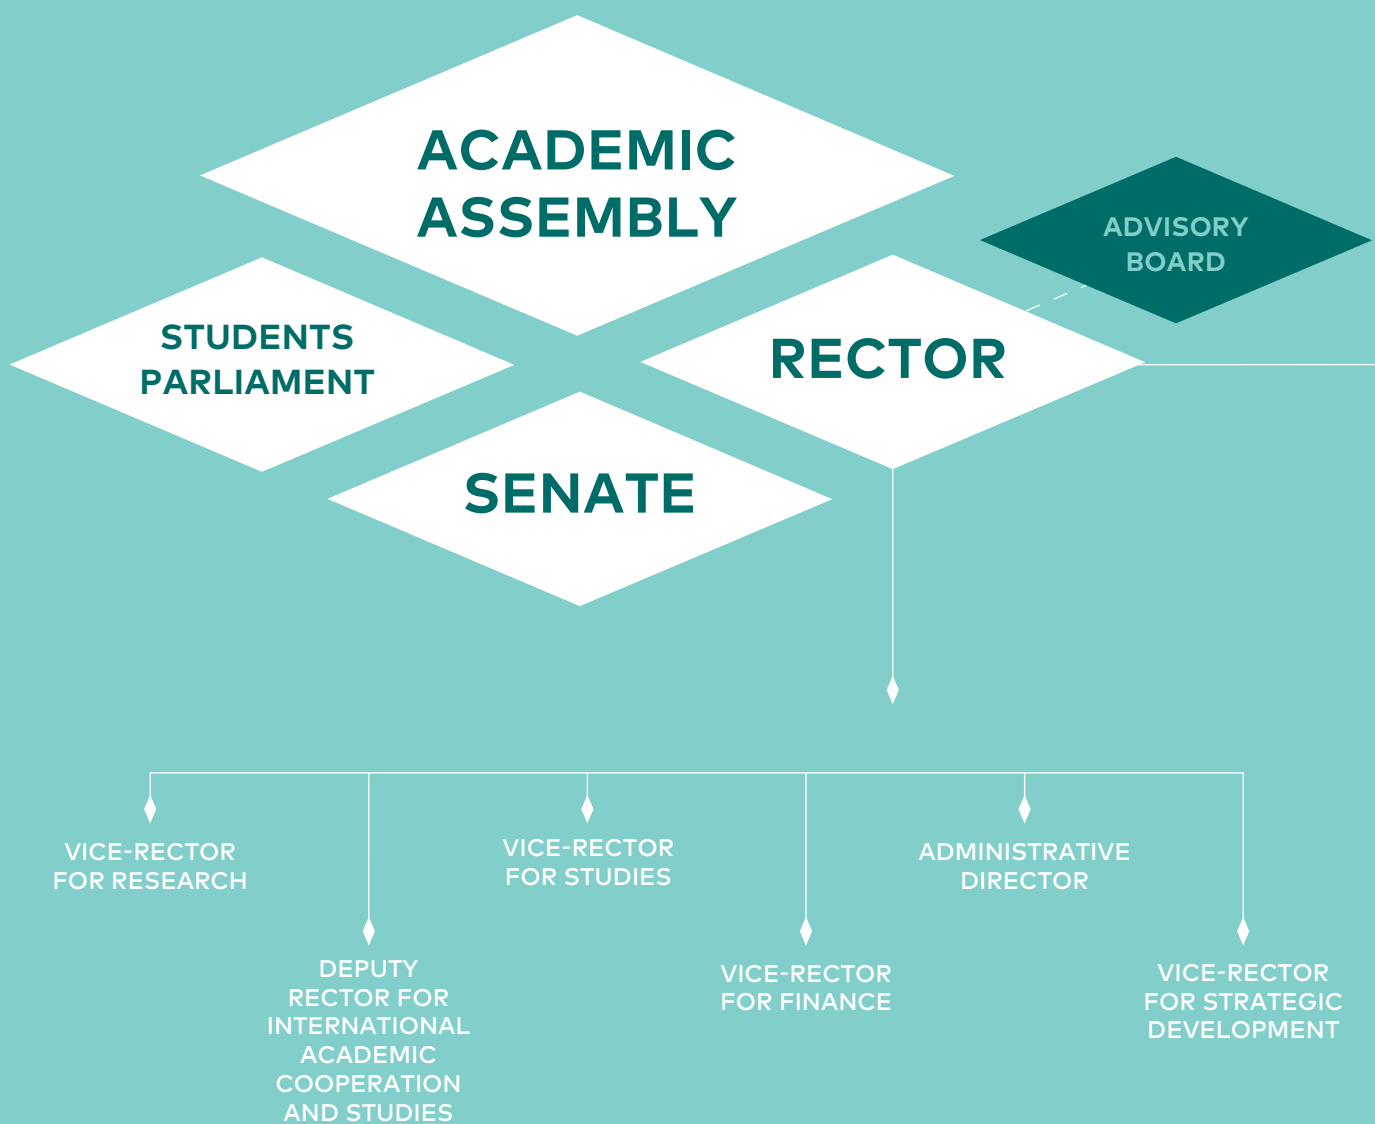 ACADEMIC
ASSEMBLY
ADVISORY
BOARD
STUDENTS
PARLIAMENT
RECTOR
SENATE
VICE-RECTOR
FOR RESEARCH
DEPUTY
RECTOR FOR
INTERNATIONAL
ACADEMIC
COOPERATION
AND STUDIES
VICE-RECTOR
FOR STUDIES
VICE-RECTOR
FOR FINANCE
ADMINISTRATIVE
DIRECTOR
VICE-RECTOR
FOR STRATEGIC
DEVELOPMENT